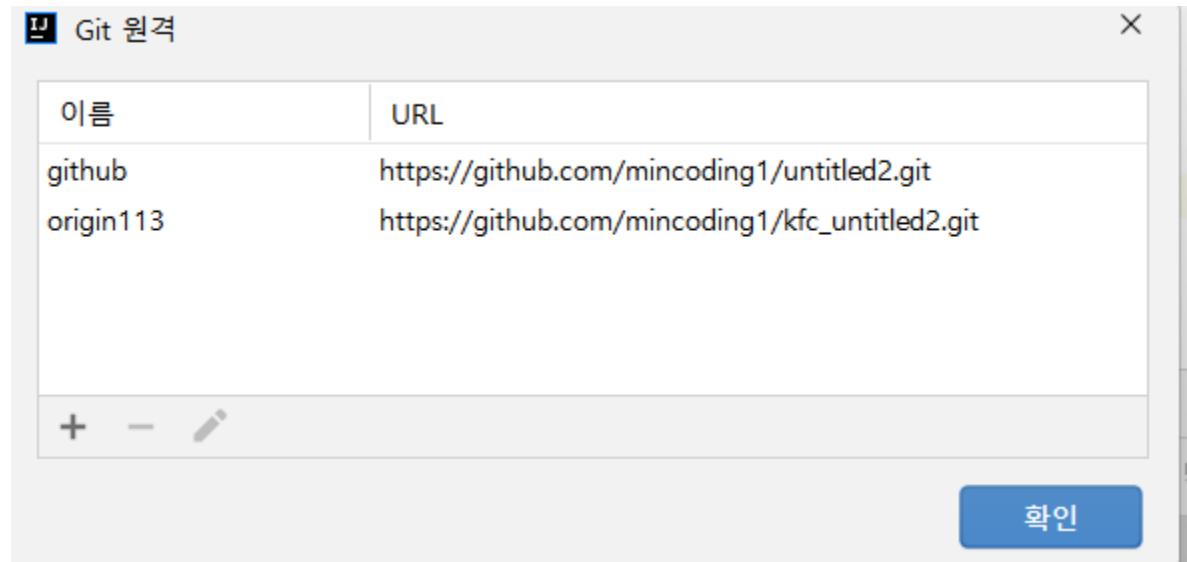 IJ
Git 원격
이름 URL
github https://github.com/mincoding1/untitled2.git
origin113 https://github.com/mincoding1/kfc_untitled2.git
확인